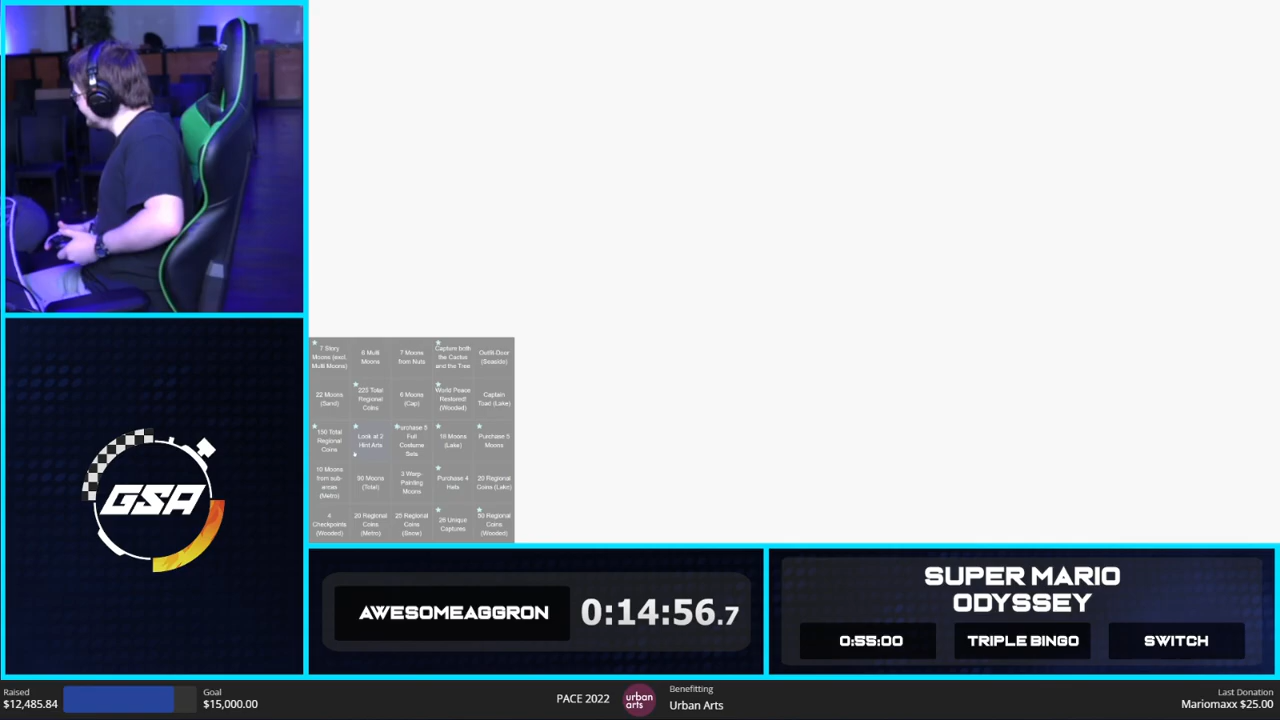 7 Story
Moons (excl.
Multi Moons)
6 Multi
Moons
7 Moons
from Nuts
Capture both
the Cactus
and the Tree
Outfit-Door
(Seaside)
22 Moons
(Sand)
225 Total
Regional
Coins
6 Moons
(Cap)
World Peace
Restored!
(Wooded)
Captain
Toad (Lake)
150 Total
Regional
Coins
Look at 2
Hint Arts
Purchase 5
Full
Costume
Sets
16 Moons
(Lake)
Purchase 5
Moons
10 Moons
from sub-
areas
(Metro)
90 Moons
(Total)
3 Warp-
Painting
Moons
Purchase 4
Hats
20 Regional
Coins (Lake)
4
Checkpoints
(Wooded)
20 Regional
Coins
(Metro)
25 Regional
Coins
(Snow)
26 Unique
Captures
50 Regional
Coins
(Wooded)
GSA
AWESOMEAGGRON
0:14:56.7
SUPER MARIO
ODYSSEY
0:55:00
TRIPLE BINGO
SWITCH
Raised
$12,485.84
Goal
$15,000.00
PACE 2022
urban
arts
Benefitting
Urban Arts
Last Donation
Mariomaxx $25.00